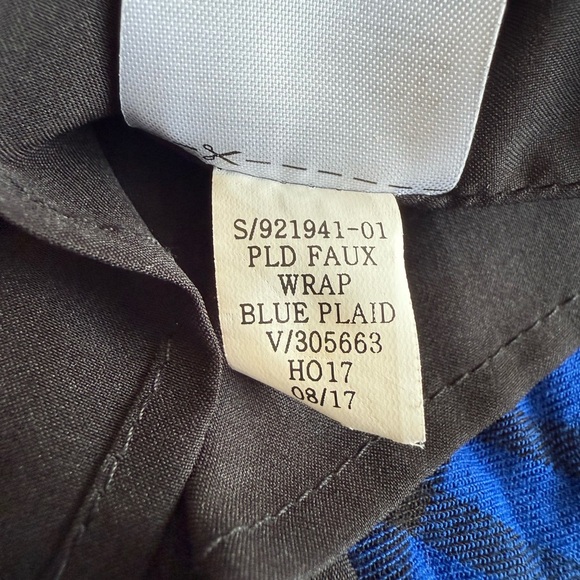 S/921941-01
PLD FAUX
WRAP
BLUE PLAID
V/305663
HO17
08/17